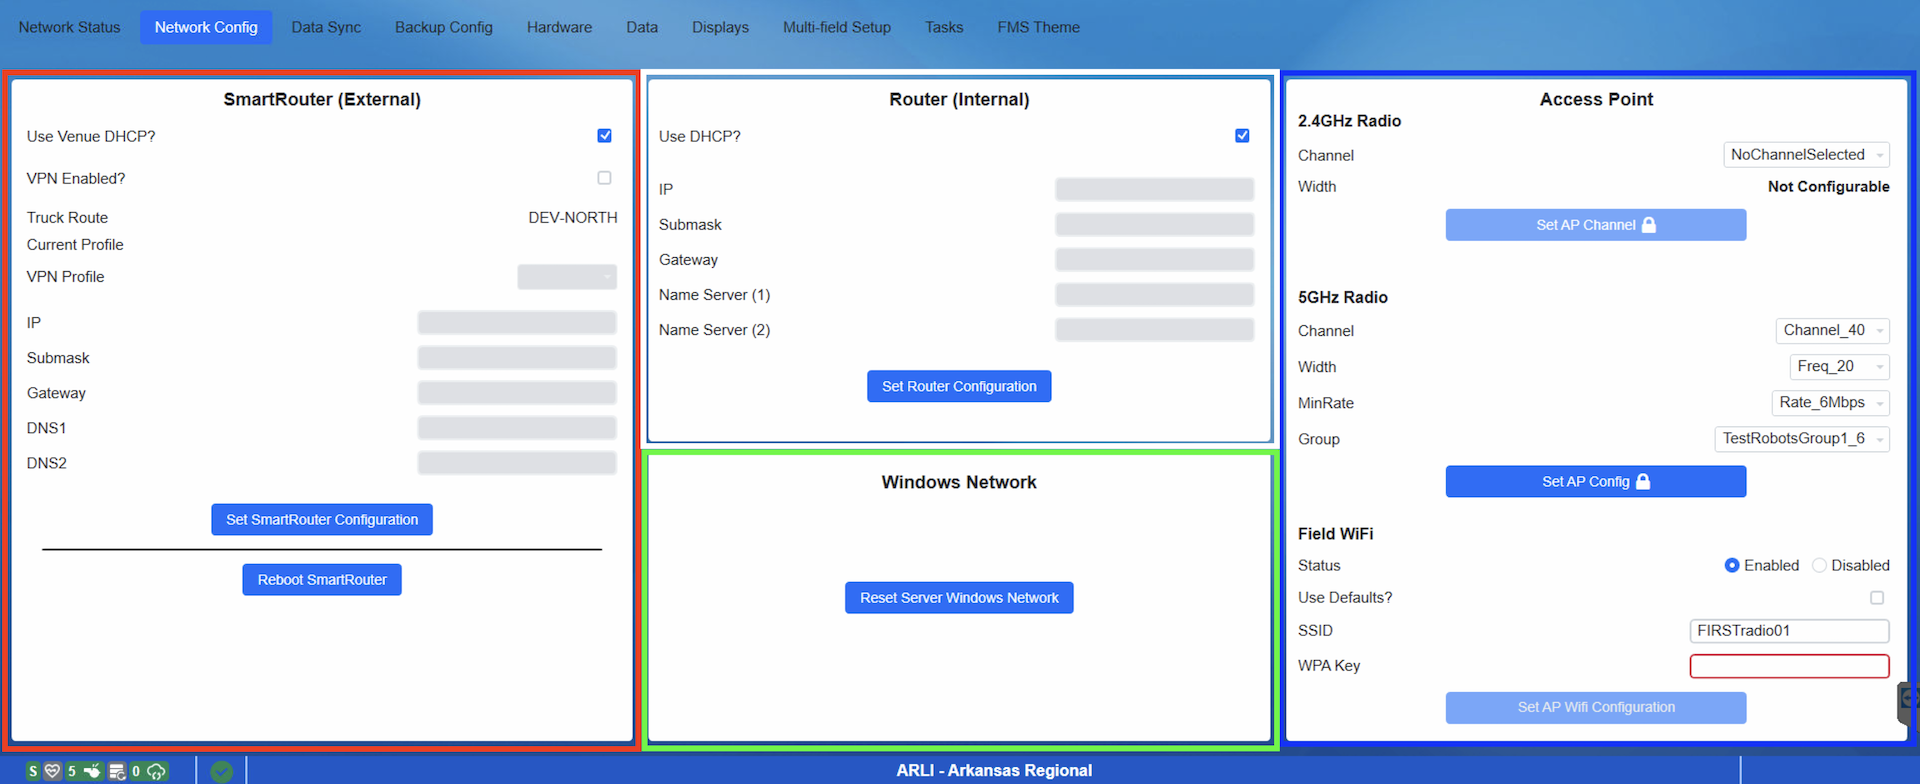 Network Status Network Config Data Sync Backup Config Hardware Data Displays Multi-field Setup Tasks FMS Theme
SmartRouter (External)
Use Venue DHCP?
VPN Enabled?
Truck Route DEV-NORTH
Current Profile
VPN Profile
IP
Submask
Gateway
DNS1
DNS2
Set SmartRouter Configuration
Reboot SmartRouter
Router (Internal)
Use DHCP?
IP
Submask
Gateway
Name Server (1)
Name Server (2)
Set Router Configuration
Windows Network
Reset Server Windows Network
Access Point
2.4GHz Radio
Channel NoChannelSelected
Width Not Configurable
Set AP Channel
5GHz Radio
Channel Channel_40
Width Freq_20
MinRate Rate_6Mbps
Group TestRobotsGroup1_6
Set AP Config
Field WiFi
Status Enabled Disabled
Use Defaults?
SSID FIRSTradio01
WPA Key
Set AP Wifi Configuration
S 5 0
ARLI - Arkansas Regional